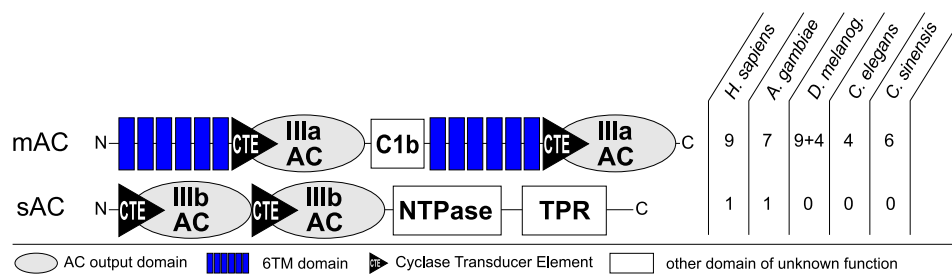 H. sapiens
A. gambiae
D. melanog.
C. elegans
C. sinensis
mAC N CTE IIIa AC C1b CTE IIIa AC C 9 7 9+4 4 6
sAC N CTE IIIb AC CTE IIIb AC NTPase TPR C 1 1 0 0 0
AC output domain 6TM domain CTE Cyclase Transducer Element other domain of unknown function